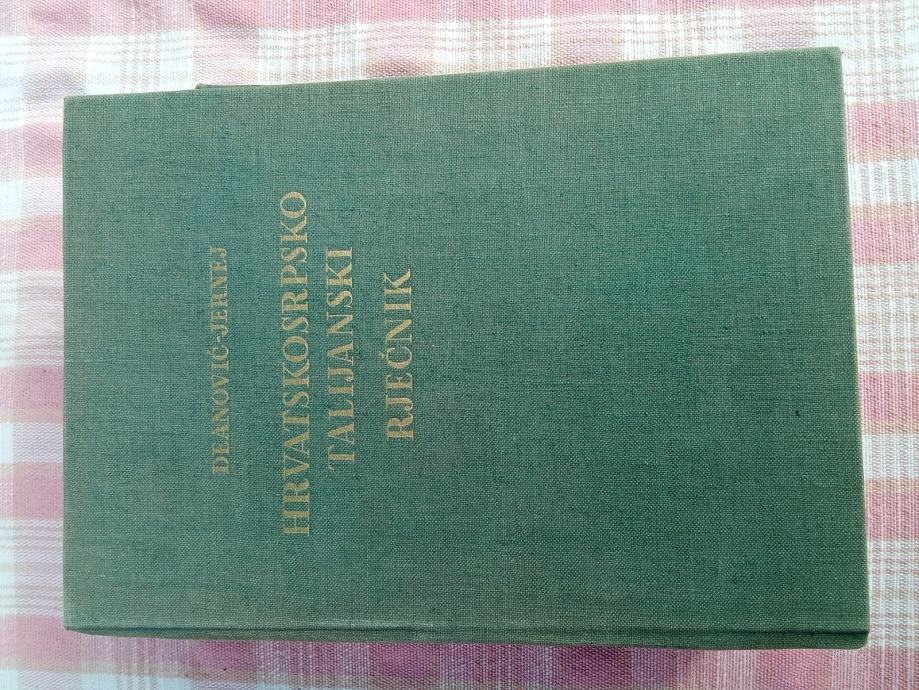 DEANOVIĆ-JERNEJ
HRVATSKOSRPSKO
TALIJANSKI
RJEČNIK